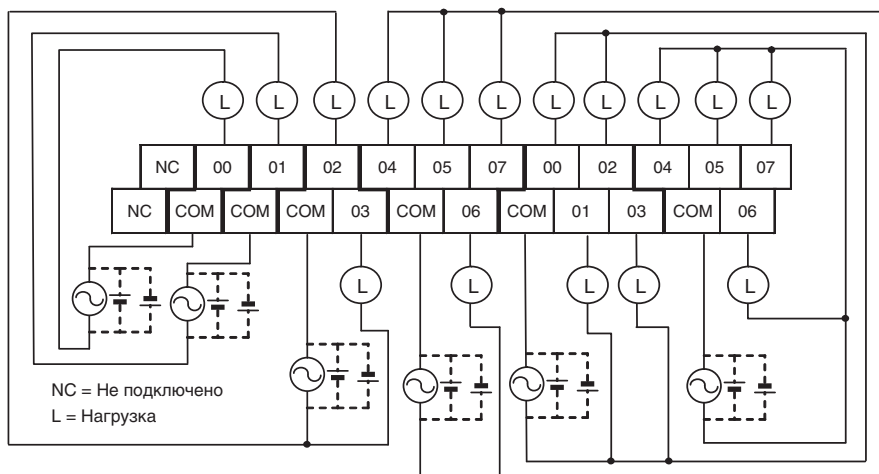 L L L L L L L L L L L
NC 00 01 02 04 05 07 00 02 04 05 07
NC COM COM COM 03 COM 06 COM 01 03 COM 06
L L L L L
NC = Не подключено
L = Нагрузка